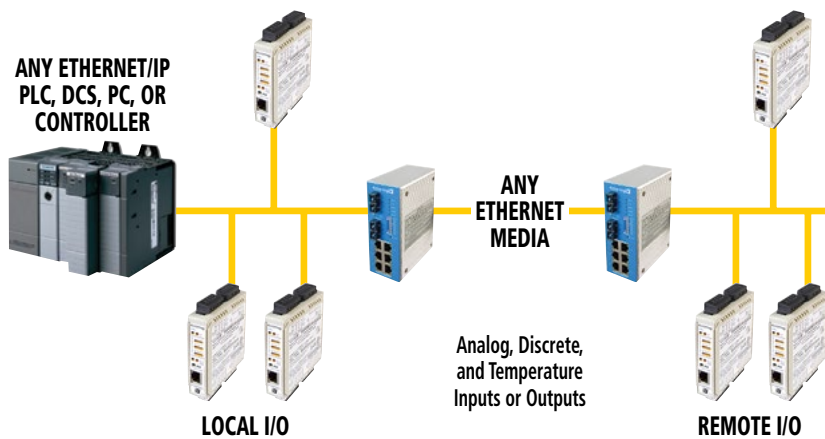 ANY ETHERNET/IP
PLC, DCS, PC, OR
CONTROLLER
ANY
ETHERNET
MEDIA
Analog, Discrete,
and Temperature
Inputs or Outputs
LOCAL I/O
REMOTE I/O